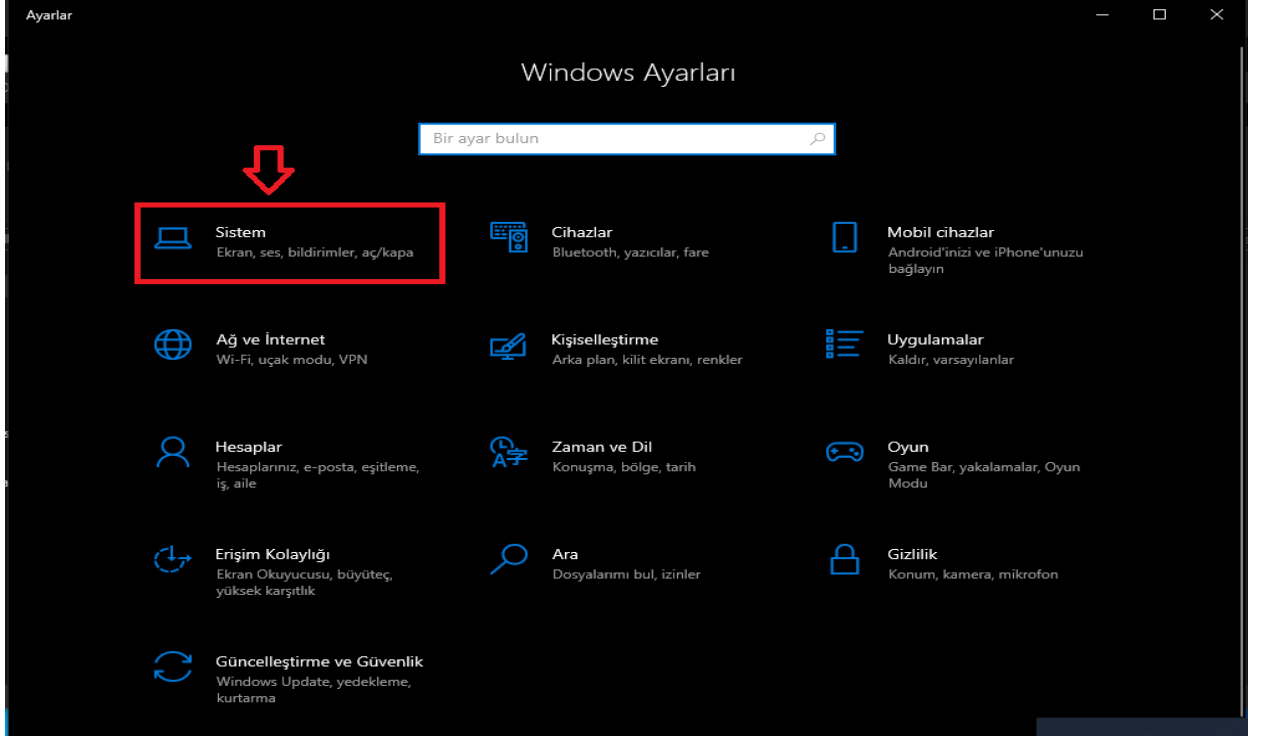 Ayarlar
Windows Ayarları
Bir ayar bulun
Sistem
Ekran, ses, bildirimler, aç/kapa
Cihazlar
Bluetooth, yazıcılar, fare
Mobil cihazlar
Android'inizi ve iPhone'unuzu
bağlayın
Ağ ve İnternet
Wi-Fi, uçak modu, VPN
Kişiselleştirme
Arka plan, kilit ekranı, renkler
Uygulamalar
Kaldır, varsayılanlar
Hesaplar
Hesaplarınız, e-posta, eşitleme,
iş, aile
Zaman ve Dil
Konuşma, bölge, tarih
Oyun
Game Bar, yakalamalar, Oyun
Modu
Erişim Kolaylığı
Ekran Okuyucusu, büyüteç,
yüksek karşıtlık
Ara
Dosyalarımı bul, izinler
Gizlilik
Konum, kamera, mikrofon
Güncelleştirme ve Güvenlik
Windows Update, yedekleme,
kurtarma